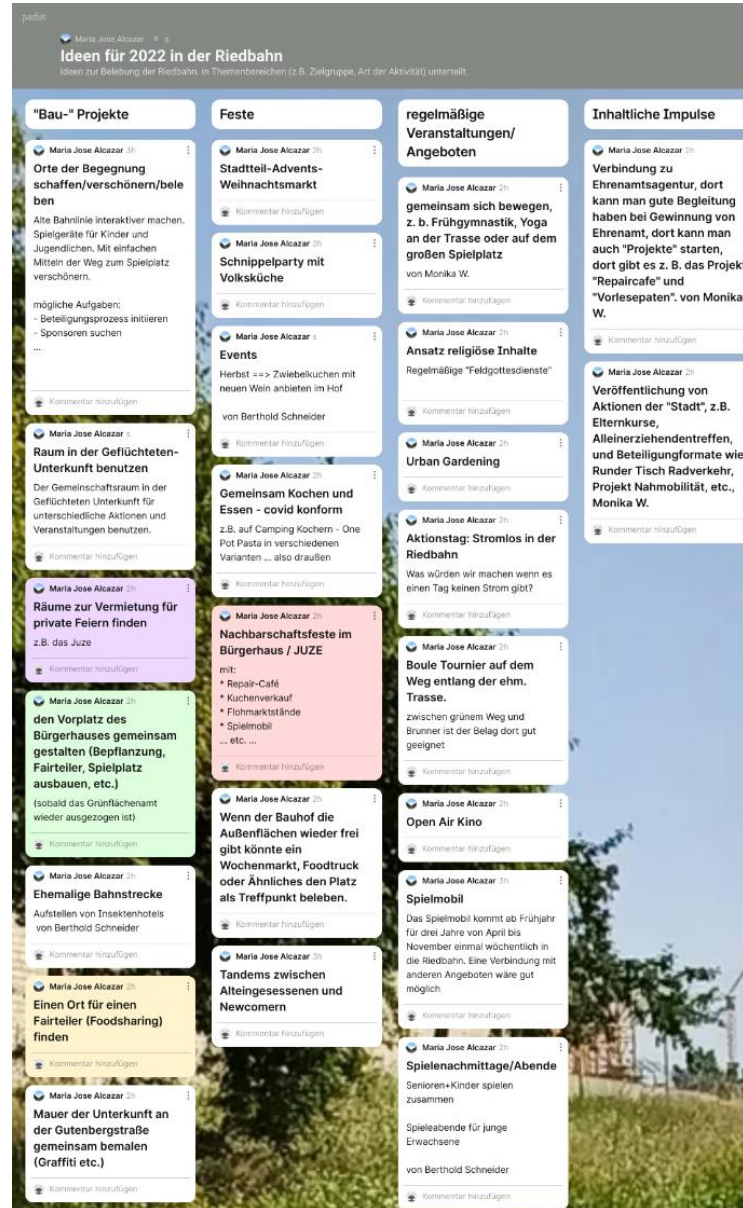 padlet
Maria Jose Alcazar
Ideen für 2022 in der Riedbahn
Ideen zur Belebung der Riedbahn. in Themenbereichen (z.B. Zielgruppe, Art der Aktivität) unterteilt.
"Bau-" Projekte
Maria Jose Alcazar 3h
Orte der Begegnung
schaffen/verschönern/bele
ben
Alte Bahnlinie interaktiver machen.
Spielgeräte für Kinder und
Jugendlichen. Mit einfachen
Mitteln der Weg zum Spielplatz
verschönern.
mögliche Aufgaben:
- Beteiligungsprozess initiieren
- Sponsoren suchen
...
Kommentar hinzufügen
Maria Jose Alcazar s
Raum in der Geflüchteten-
Unterkunft benutzen
Der Gemeinschaftsraum in der
Geflüchteten Unterkunft für
unterschiedliche Aktionen und
Veranstaltungen benutzen.
Kommentar hinzufügen
Maria Jose Alcazar 2h
Räume zur Vermietung für
private Feiern finden
z.B. das Juze
Kommentar hinzufügen
Maria Jose Alcazar 2h
den Vorplatz des
Bürgerhauses gemeinsam
gestalten (Bepflanzung,
Fairteiler, Spielplatz
ausbauen, etc.)
(sobald das Grünflächenamt
wieder ausgezogen ist)
Kommentar hinzufügen
Maria Jose Alcazar 2h
Ehemalige Bahnstrecke
Aufstellen von Insektenhotels
von Berthold Schneider
Kommentar hinzufügen
Maria Jose Alcazar 2h
Einen Ort für einen
Fairteiler (Foodsharing)
finden
Kommentar hinzufügen
Maria Jose Alcazar 2h
Mauer der Unterkunft an
der Gutenbergstraße
gemeinsam bemalen
(Graffiti etc.)
Kommentar hinzufügen
Feste
Maria Jose Alcazar 2h
Stadtteil-Advents-
Weihnachtsmarkt
Kommentar hinzufügen
Maria Jose Alcazar 2h
Schnippelparty mit
Volksküche
Kommentar hinzufügen
Maria Jose Alcazar s
Events
Herbst ==> Zwiebelkuchen mit
neuen Wein anbieten im Hof
von Berthold Schneider
Kommentar hinzufügen
Maria Jose Alcazar 2h
Gemeinsam Kochen und
Essen - covid konform
z.B. auf Camping Kochern - One
Pot Pasta in verschiedenen
Varianten ... also draußen
Kommentar hinzufügen
Maria Jose Alcazar 2h
Nachbarschaftsfeste im
Bürgerhaus / JUZE
mit:
* Repair-Café
* Kuchenverkauf
* Flohmarktstände
* Spielmobil
... etc. ...
Kommentar hinzufügen
Maria Jose Alcazar 2h
Wenn der Bauhof die
Außenflächen wieder frei
gibt könnte ein
Wochenmarkt, Foodtruck
oder Ähnliches den Platz
als Treffpunkt beleben.
Kommentar hinzufügen
Maria Jose Alcazar 3h
Tandems zwischen
Alteingesessenen und
Newcomern
Kommentar hinzufügen
regelmäßige
Veranstaltungen/
Angeboten
Maria Jose Alcazar 2h
gemeinsam sich bewegen,
z. b. Frühgymnastik, Yoga
an der Trasse oder auf dem
großen Spielplatz
von Monika W.
Kommentar hinzufügen
Maria Jose Alcazar 2h
Ansatz religiöse Inhalte
Regelmäßige "Feldgottesdienste"
Kommentar hinzufügen
Maria Jose Alcazar 2h
Urban Gardening
Kommentar hinzufügen
Maria Jose Alcazar 2h
Aktionstag: Stromlos in der
Riedbahn
Was würden wir machen wenn es
einen Tag keinen Strom gibt?
Kommentar hinzufügen
Maria Jose Alcazar 2h
Boule Tournier auf dem
Weg entlang der ehm.
Trasse.
zwischen grünem Weg und
Brunner ist der Belag dort gut
geeignet
Kommentar hinzufügen
Maria Jose Alcazar 2h
Open Air Kino
Kommentar hinzufügen
Maria Jose Alcazar 3h
Spielmobil
Das Spielmobil kommt ab Frühjahr
für drei Jahre von April bis
November einmal wöchentlich in
die Riedbahn. Eine Verbindung mit
anderen Angeboten wäre gut
möglich
Kommentar hinzufügen
Maria Jose Alcazar 2h
Spielenachmittage/Abende
Senioren+Kinder spielen
zusammen
Spieleabende für junge
Erwachsene
von Berthold Schneider
Kommentar hinzufügen
Inhaltliche Impulse
Maria Jose Alcazar 2h
Verbindung zu
Ehrenamtsagentur, dort
kann man gute Begleitung
haben bei Gewinnung von
Ehrenamt, dort kann man
auch "Projekte" starten,
dort gibt es z. B. das Projekt
"Repaircafe" und
"Vorlesepaten". von Monika
W.
Kommentar hinzufügen
Maria Jose Alcazar 2h
Veröffentlichung von
Aktionen der "Stadt", z.B.
Elternkurse,
Alleinerziehendentreffen,
und Beteiligungformate wie
Runder Tisch Radverkehr,
Projekt Nahmobilität, etc.,
Monika W.
Kommentar hinzufügen